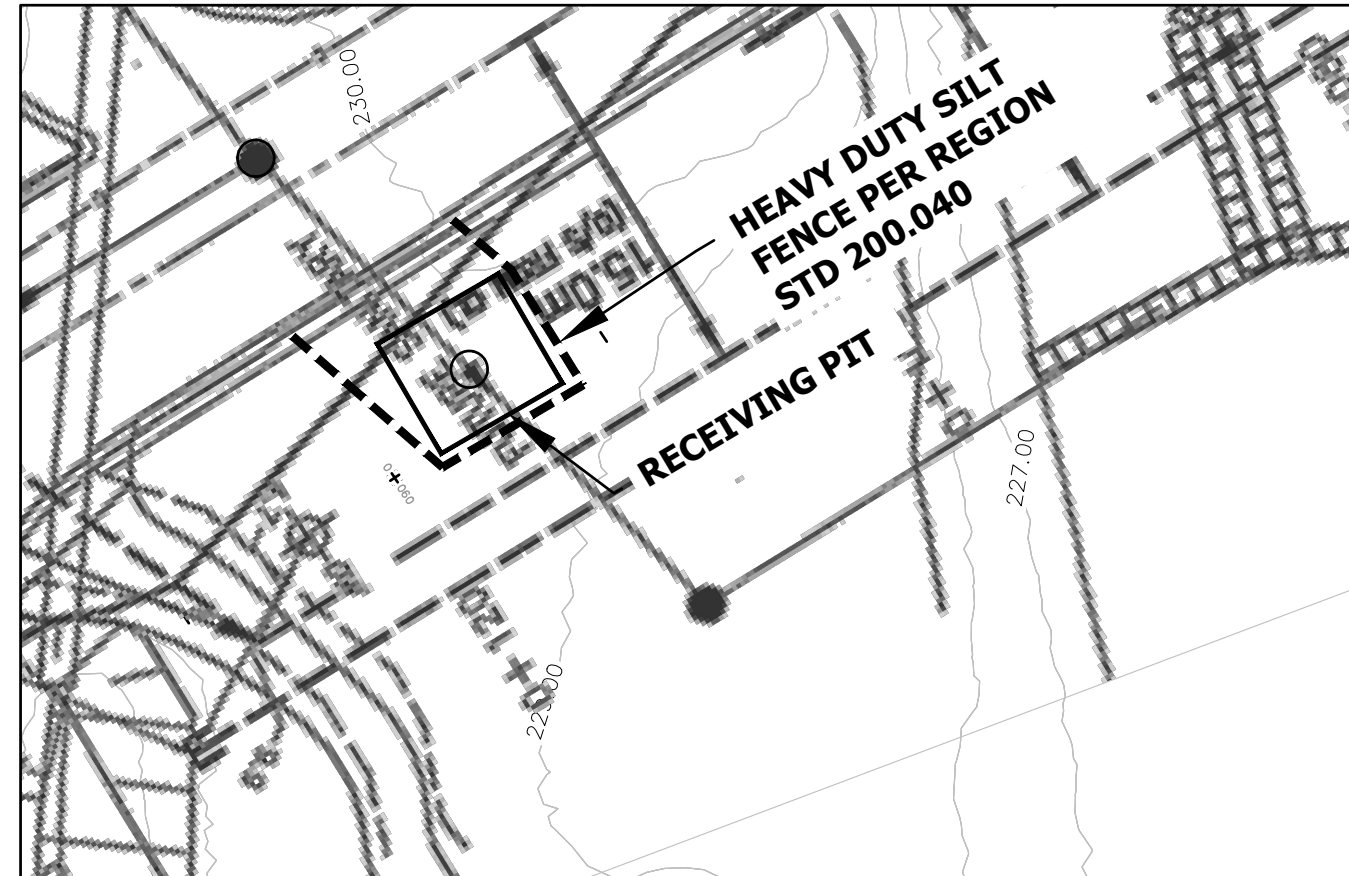 230.00
HEAVY DUTY SILT
FENCE PER REGION
STD 200.040
RECEIVING PIT
227.00